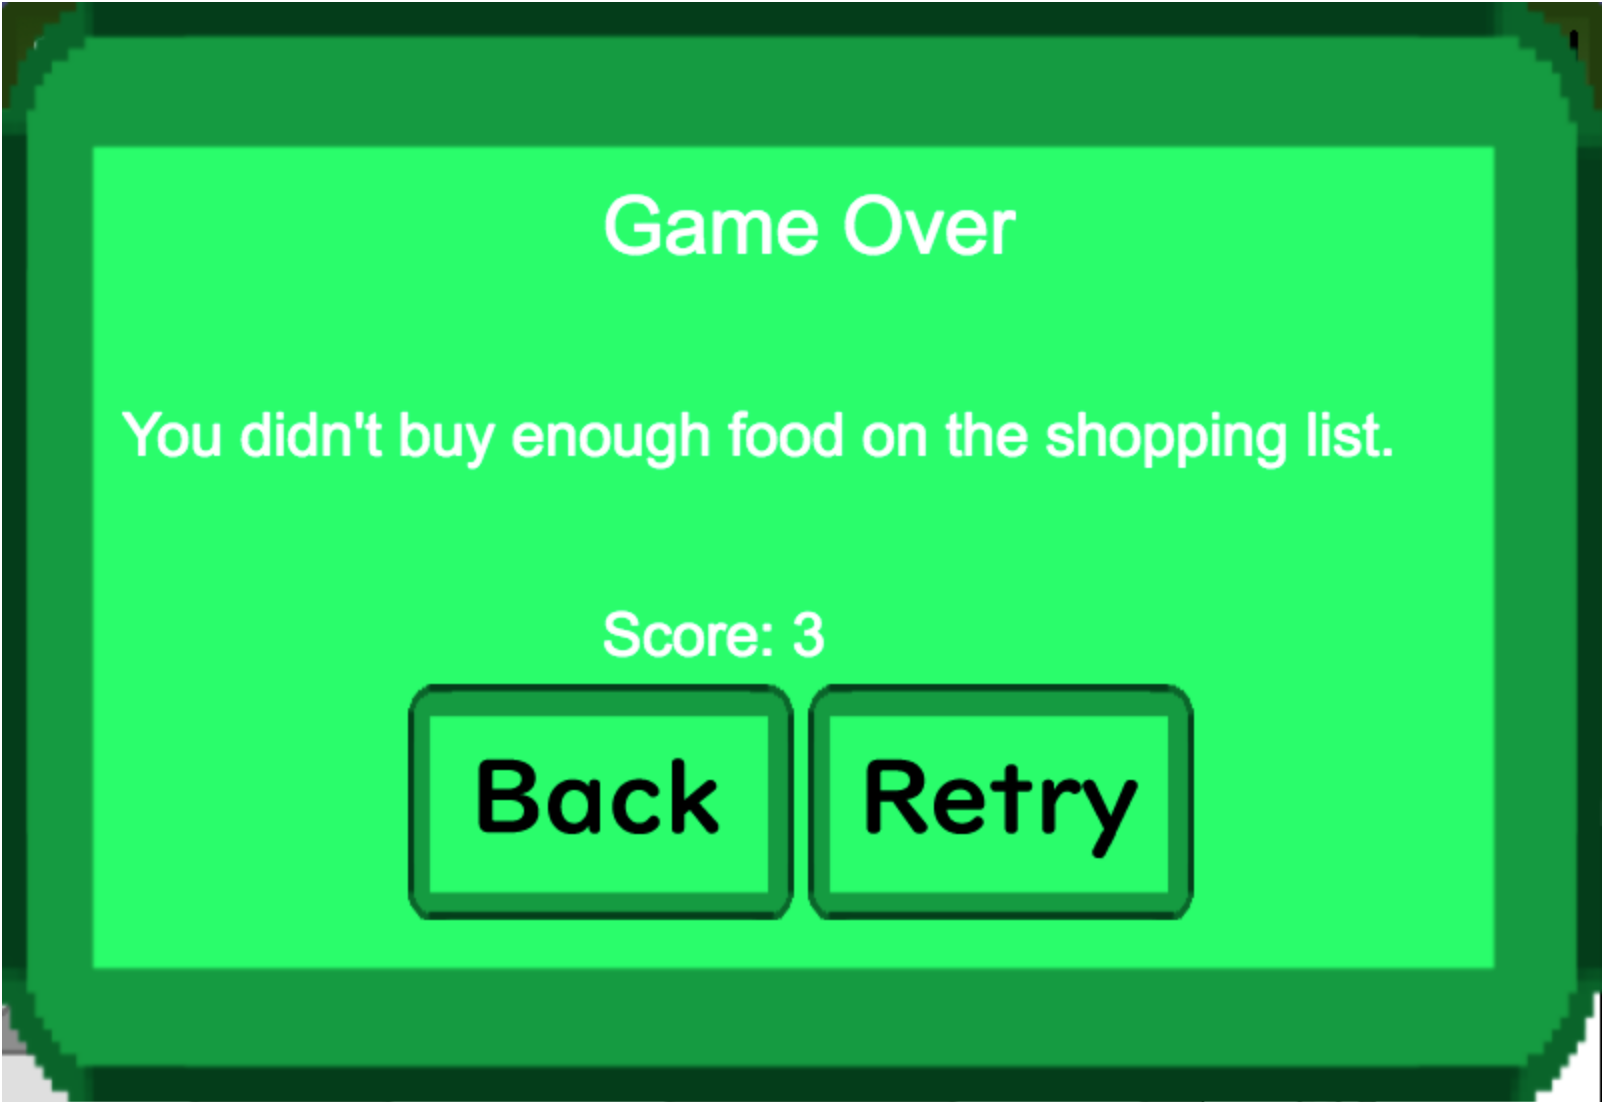 Game Over
You didn't buy enough food on the shopping list.
Score: 3
Back Retry